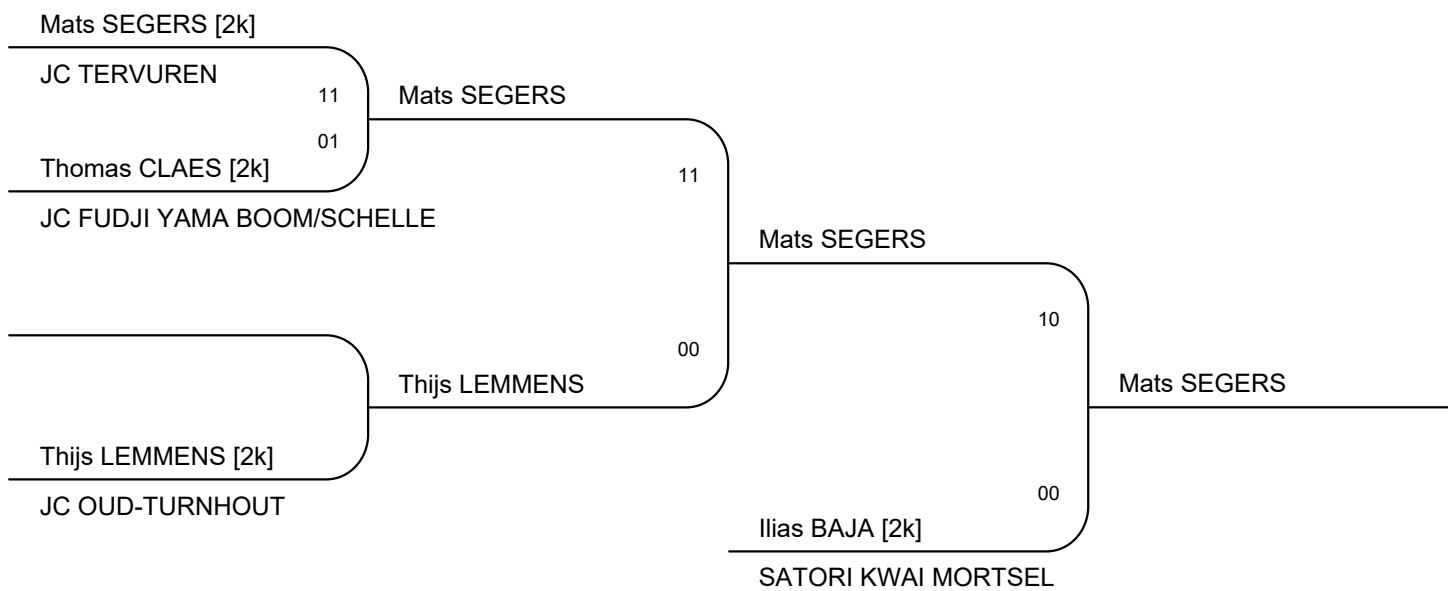 Mats SEGERS [2k]
JC TERVUREN
11
Mats SEGERS
01
Thomas CLAES [2k]
11
JC FUDJI YAMA BOOM/SCHELLE
Mats SEGERS
10
00
Thijs LEMMENS
Mats SEGERS
Thijs LEMMENS [2k]
JC OUD-TURNHOUT
00
Ilias BAJA [2k]
SATORI KWAI MORTSEL